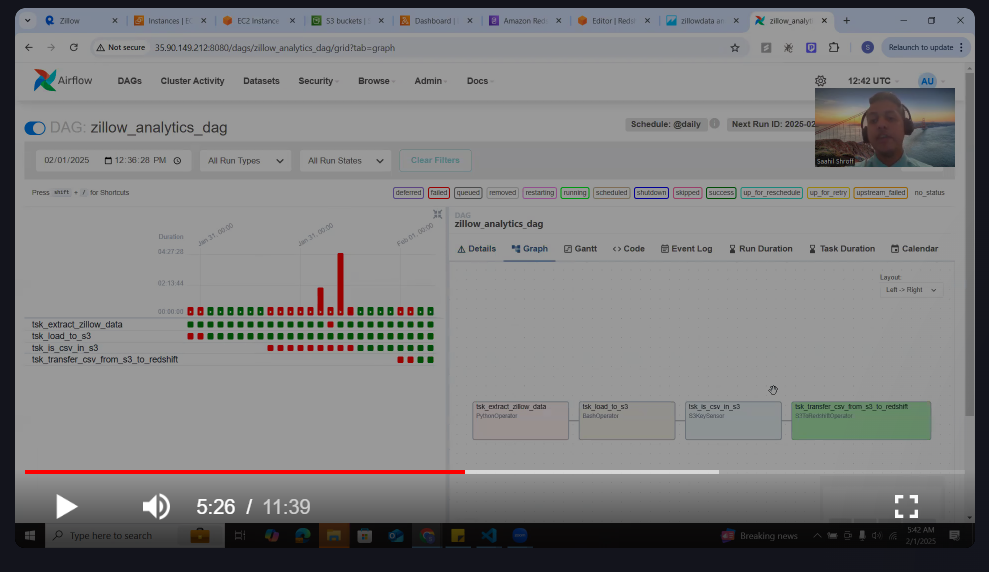 Zillow
Instances | E
EC2 Instance
S3 buckets |
Dashboard |
Amazon Red
Editor | Redsh
zillowdata an
zillow_analyt
Not secure
35.90.149.212:8080/dags/zillow_analytics_dag/grid?tab=graph
S
Relaunch to update
Airflow
DAGs
Cluster Activity
Datasets
Security
Browse
Admin
Docs
12:42 UTC
AU
DAG: zillow_analytics_dag
Schedule: @daily
Next Run ID: 2025-02
Saahil Shroff
02/01/2025
12:36:28 PM
All Run Types
All Run States
Clear Filters
Press shift + / for Shortcuts
deferred
failed
queued
removed
restarting
running
scheduled
shutdown
skipped
success
up_for_reschedule
up_for_retry
upstream_failed
no_status
DAG
zillow_analytics_dag
Details
Graph
Gantt
Code
Event Log
Run Duration
Task Duration
Calendar
Layout:
Left -> Right
Jan 31, 00:00
Jan 31, 00:00
Feb 01, 00:00
Duration
04:27:28
02:13:44
00:00:00
tsk_extract_zillow_data
tsk_load_to_s3
tsk_is_csv_in_s3
tsk_transfer_csv_from_s3_to_redshift
tsk_extract_zillow_data
PythonOperator
tsk_load_to_s3
BashOperator
tsk_is_csv_in_s3
S3KeySensor
tsk_transfer_csv_from_s3_to_redshift
S3ToRedshiftOperator
5:26 / 11:39
Type here to search
Breaking news
5:42 AM
2/1/2025